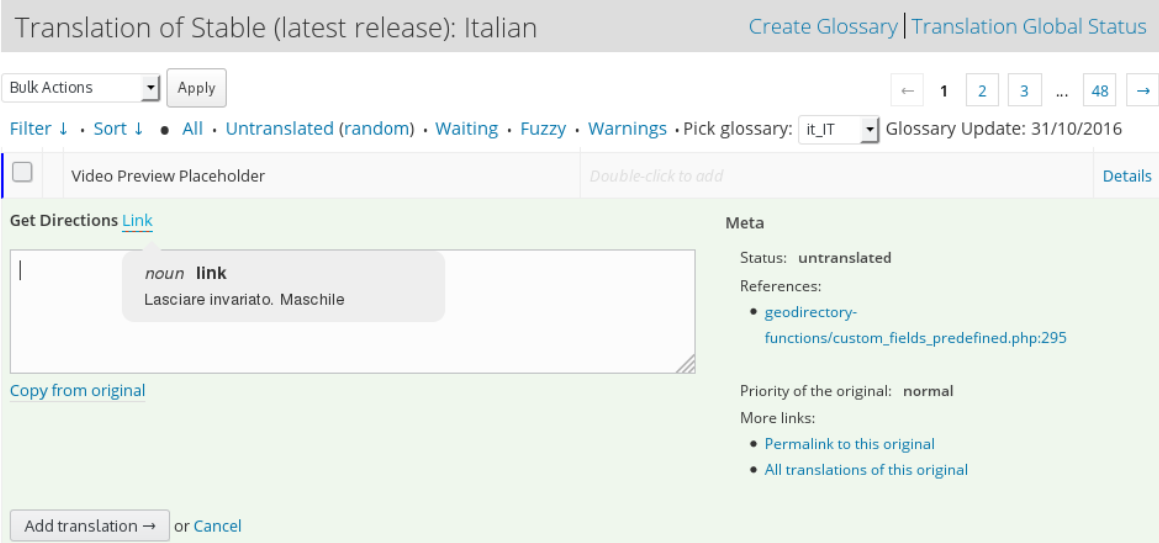 Translation of Stable (latest release): Italian
Create Glossary | Translation Global Status
Bulk Actions Apply ← 1 2 3 ... 48 →
Filter ↓ • Sort ↓ ● All • Untranslated (random) • Waiting • Fuzzy • Warnings • Pick glossary: it_IT Glossary Update: 31/10/2016
Video Preview Placeholder Double-click to add Details
Get Directions Link
noun link
Lasciare invariato. Maschile
Copy from original
Add translation → or Cancel
Meta
Status: untranslated
References:
• geodirectory-
functions/custom_fields_predefined.php:295
Priority of the original: normal
More links:
• Permalink to this original
• All translations of this original